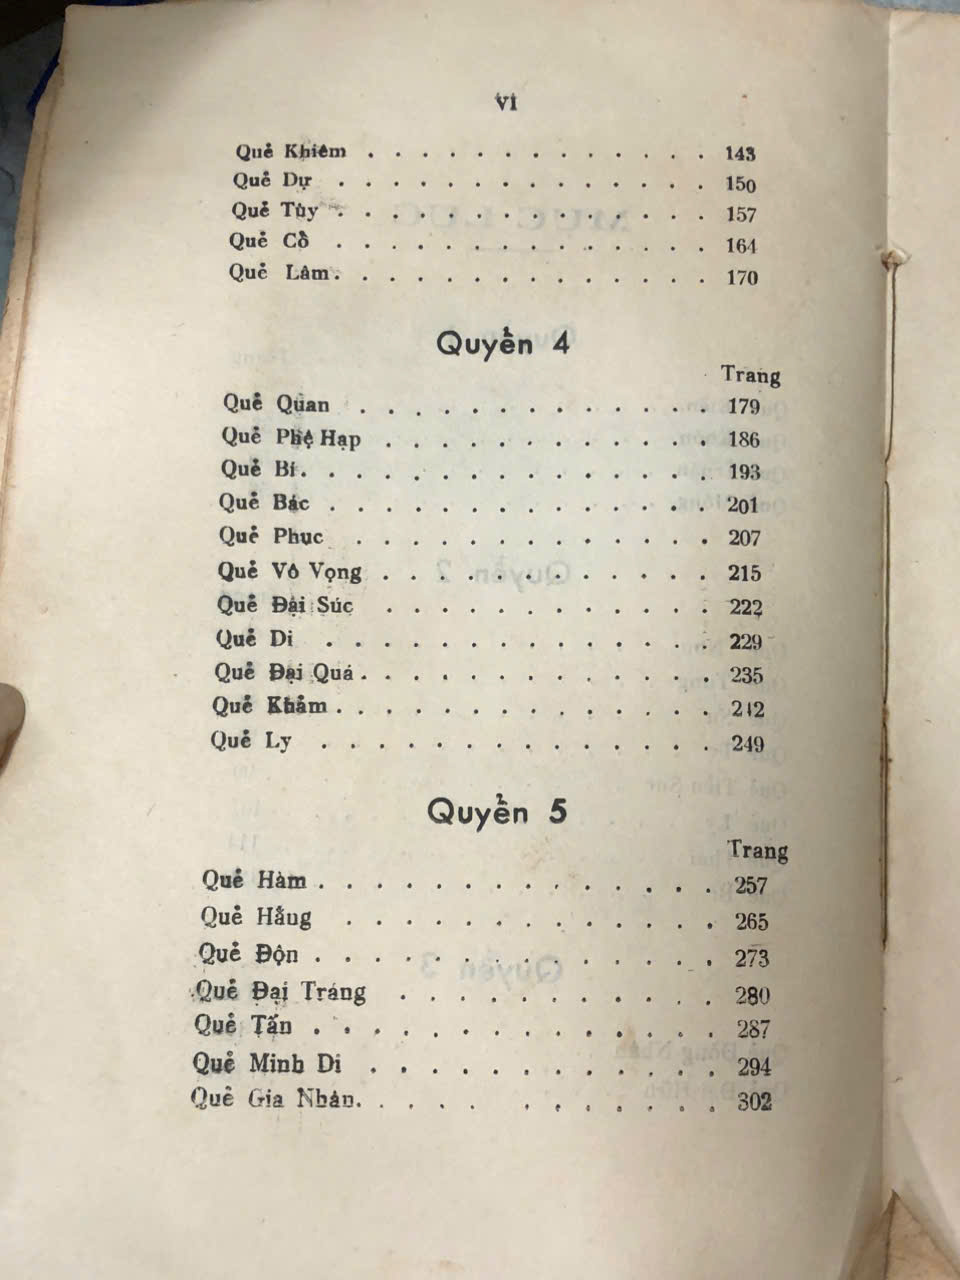 VI
Quẻ Khiêm . . . . . . . . . . . . 143
Quẻ Dự . . . . . . . . . . . . . 150
Quẻ Tùy . . . . . . . . . . . . . 157
Quẻ Cổ . . . . . . . . . . . . . 164
Quẻ Lâm . . . . . . . . . . . . . 170
Quyển 4
Trang
Quẻ Quan . . . . . . . . . . . . . 179
Quẻ Phệ Hạp . . . . . . . . . . . . 186
Quẻ Bí . . . . . . . . . . . . . . 193
Quẻ Bác . . . . . . . . . . . . . . 201
Quẻ Phục . . . . . . . . . . . . . 207
Quẻ Vô Vọng . . . . . . . . . . . . 215
Quẻ Đại Súc . . . . . . . . . . . . 222
Quẻ Di . . . . . . . . . . . . . . 229
Quẻ Đại Quá . . . . . . . . . . . . 235
Quẻ Khảm . . . . . . . . . . . . . 242
Quẻ Ly . . . . . . . . . . . . . . 249
Quyển 5
Trang
Quẻ Hàm . . . . . . . . . . . . . . 257
Quẻ Hằng . . . . . . . . . . . . . 265
Quẻ Độn . . . . . . . . . . . . . . 273
Quẻ Đại Tráng . . . . . . . . . . . 280
Quẻ Tấn . . . . . . . . . . . . . . 287
Quẻ Minh Di . . . . . . . . . . . . 294
Quẻ Gia Nhân . . . . . . . . . . . . 302